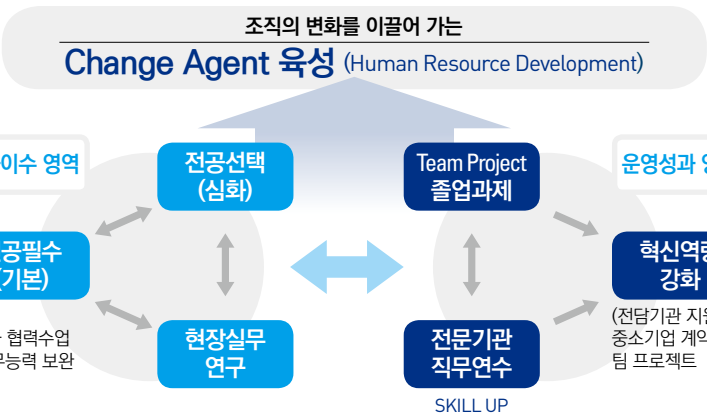 조직의 변화를 이끌어 가는
Change Agent 육성 (Human Resource Development)
이수 영역
전공선택
(심화)
Team Project
졸업과제
운영성과
공필수
(기본)
혁신역량
강화
현장실무
연구
전문기관
직무연수
협력수업
능력 보완
(전담기관 지원
중소기업 계약
팀 프로젝트
SKILL UP